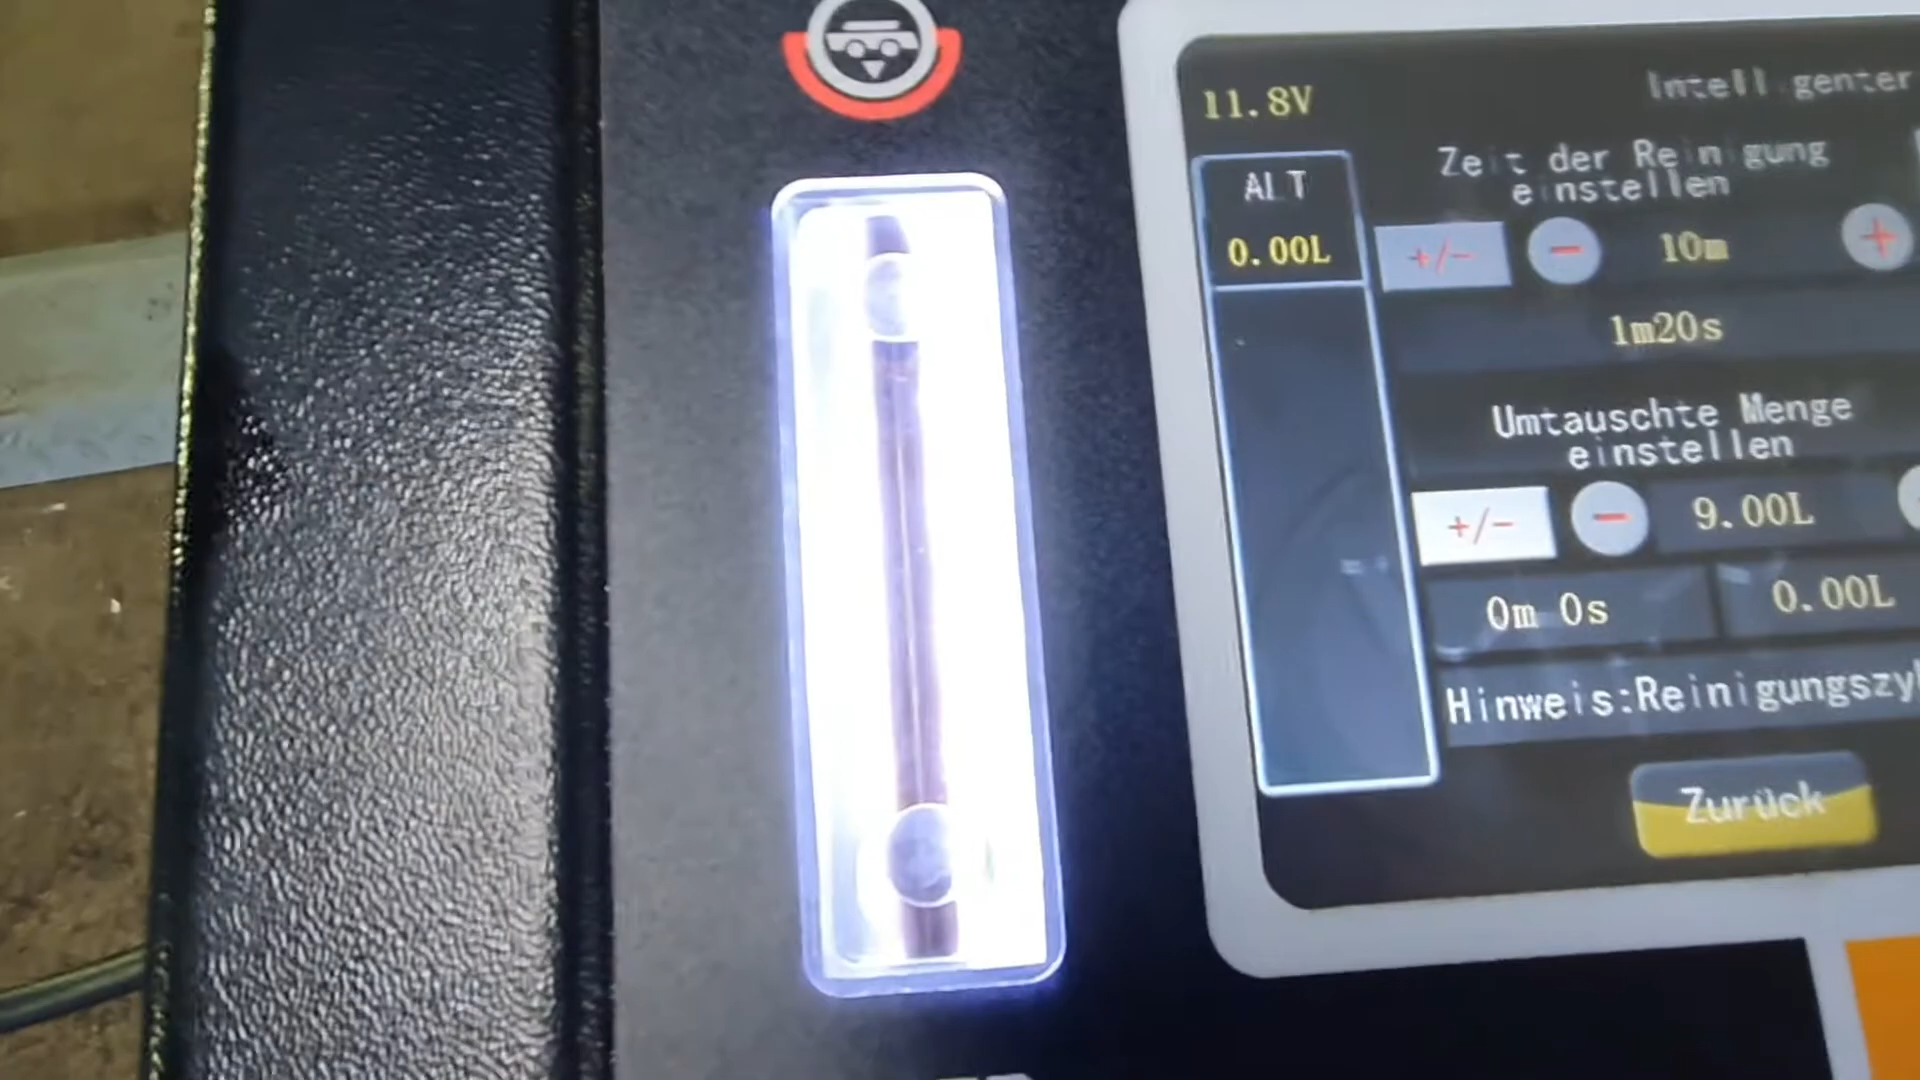 11.8V
Intelligenter
ALT
0.00L
Zeit der Reinigung
einstellen
+/-
-
10m
+
1m20s
Umtauschte Menge
einstellen
+/-
-
9.00L
0m 0s
0.00L
Hinweis:Reinigungszy
Zurück